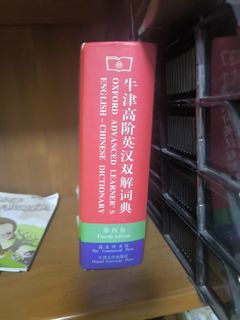 牛津高阶英汉双解词典
OXFORD ADVANCED LEARNER'S
ENGLISH–CHINESE DICTIONARY
第四版
Fourth edition
商务印书馆
The Commercial Press
牛津大学出版社
Oxford University Press